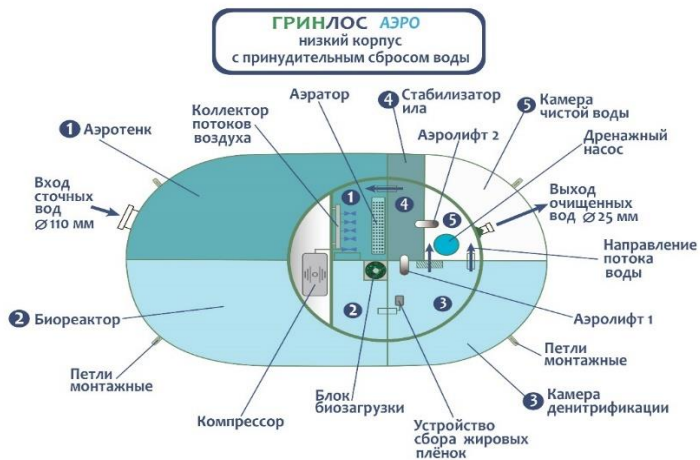 ГРИНЛОС АЭРО
низкий корпус
с принудительным сбросом воды
1 Аэротенк
Коллектор
потоков
воздуха
Аэратор
4 Стабилизатор
ила
Аэролифт 2
5 Камера
чистой воды
Дренажный
насос
Вход
сточных
вод
Ø 110 мм
Выход
очищенных
вод Ø 25 мм
Направление
потока
воды
1
4
5
2
3
2 Биореактор
Аэролифт 1
Петли
монтажные
Петли
монтажные
Компрессор
Блок
биозагрузки
Устройство
сбора жировых
плёнок
3 Камера
денитрификации